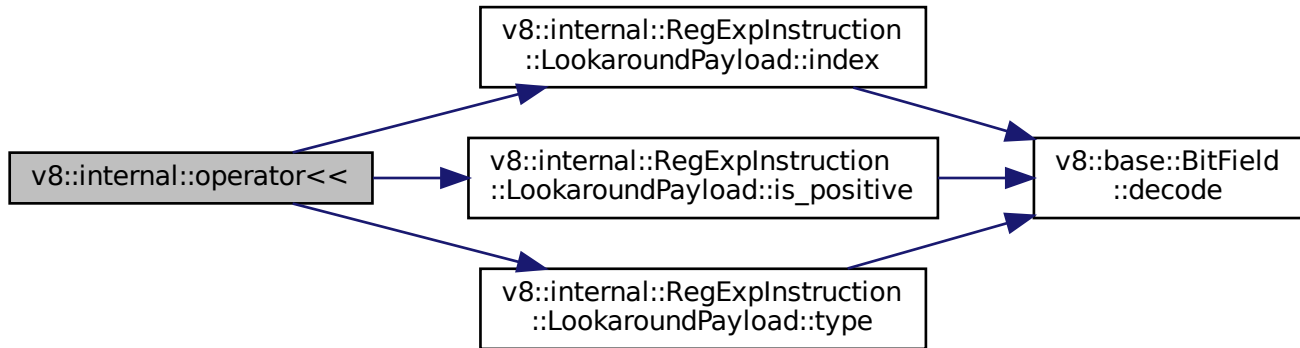 v8::internal::operator<<
v8::internal::RegExpInstruction
::LookaroundPayload::index
v8::internal::RegExpInstruction
::LookaroundPayload::is_positive
v8::internal::RegExpInstruction
::LookaroundPayload::type
v8::base::BitField
::decode